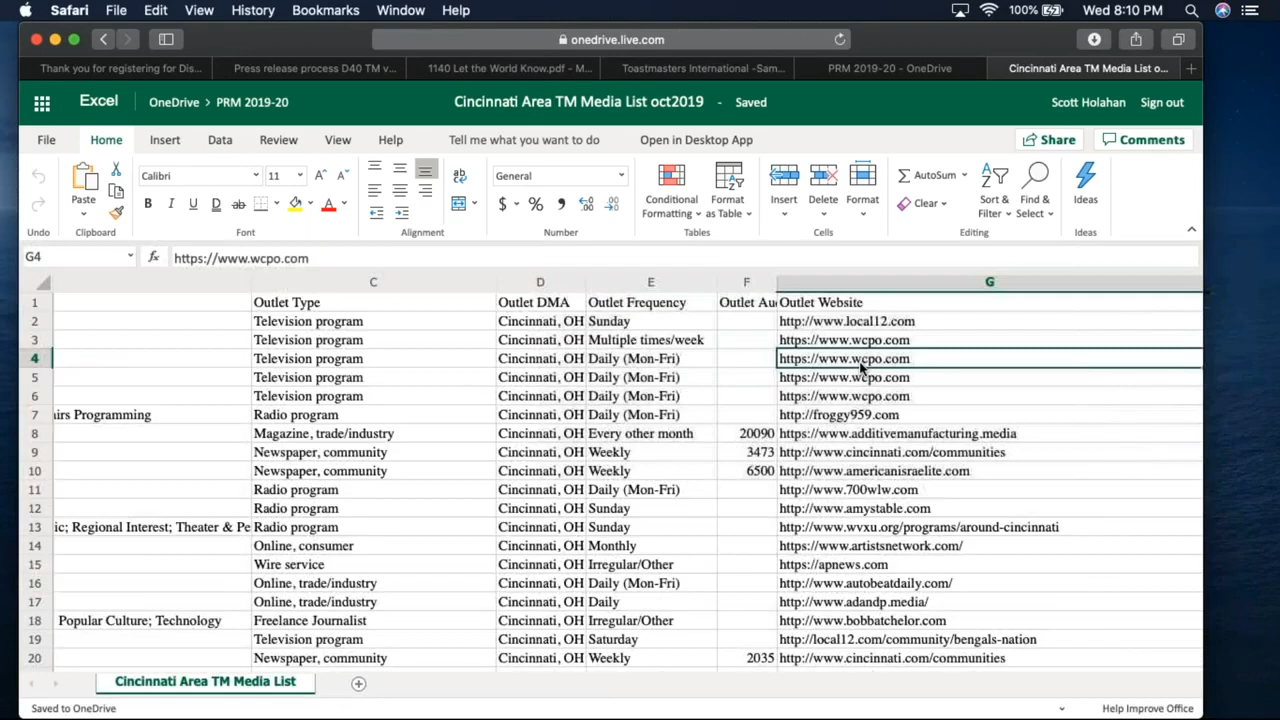 Safari File Edit View History Bookmarks Window Help 100% Wed 8:10 PM
onedrive.live.com
Thank you for registering for Dis... Press release process D40 TM v... 1140 Let the World Know.pdf - M... Toastmasters International -Sam... PRM 2019-20 - OneDrive Cincinnati Area TM Media List o...
Excel OneDrive > PRM 2019-20 Cincinnati Area TM Media List oct2019 - Saved Scott Holahan Sign out
File Home Insert Data Review View Help Tell me what you want to do Open in Desktop App Share Comments
Calibri 11 General AutoSum
Paste Conditional Formatting Format as Table Insert Delete Format Clear Sort & Filter Find & Select Ideas
Undo Clipboard Font Alignment Number Tables Cells Editing Ideas
G4 fx https://www.wcpo.com
C D E F G
1 Outlet Type Outlet DMA Outlet Frequency Outlet Au Outlet Website
2 Television program Cincinnati, OH Sunday http://www.local12.com
3 Television program Cincinnati, OH Multiple times/week https://www.wcpo.com
4 Television program Cincinnati, OH Daily (Mon-Fri) https://www.wcpo.com
5 Television program Cincinnati, OH Daily (Mon-Fri) https://www.wcpo.com
6 Television program Cincinnati, OH Daily (Mon-Fri) https://www.wcpo.com
7 airs Programming Radio program Cincinnati, OH Daily (Mon-Fri) http://froggy959.com
8 Magazine, trade/industry Cincinnati, OH Every other month 20090 https://www.additivemanufacturing.media
9 Newspaper, community Cincinnati, OH Weekly 3473 http://www.cincinnati.com/communities
10 Newspaper, community Cincinnati, OH Weekly 6500 http://www.americanisraelite.com
11 Radio program Cincinnati, OH Daily (Mon-Fri) http://www.700wlw.com
12 Radio program Cincinnati, OH Sunday http://www.amystable.com
13 ic; Regional Interest; Theater & Pe Radio program Cincinnati, OH Sunday http://www.wvxu.org/programs/around-cincinnati
14 Online, consumer Cincinnati, OH Monthly https://www.artistsnetwork.com/
15 Wire service Cincinnati, OH Irregular/Other https://apnews.com
16 Online, trade/industry Cincinnati, OH Daily (Mon-Fri) http://www.autobeatdaily.com/
17 Online, trade/industry Cincinnati, OH Daily http://www.adandp.media/
18 Popular Culture; Technology Freelance Journalist Cincinnati, OH Irregular/Other http://www.bobbatchelor.com
19 Television program Cincinnati, OH Saturday http://local12.com/community/bengals-nation
20 Newspaper, community Cincinnati, OH Weekly 2035 http://www.cincinnati.com/communities
Cincinnati Area TM Media List
Saved to OneDrive Help Improve Office